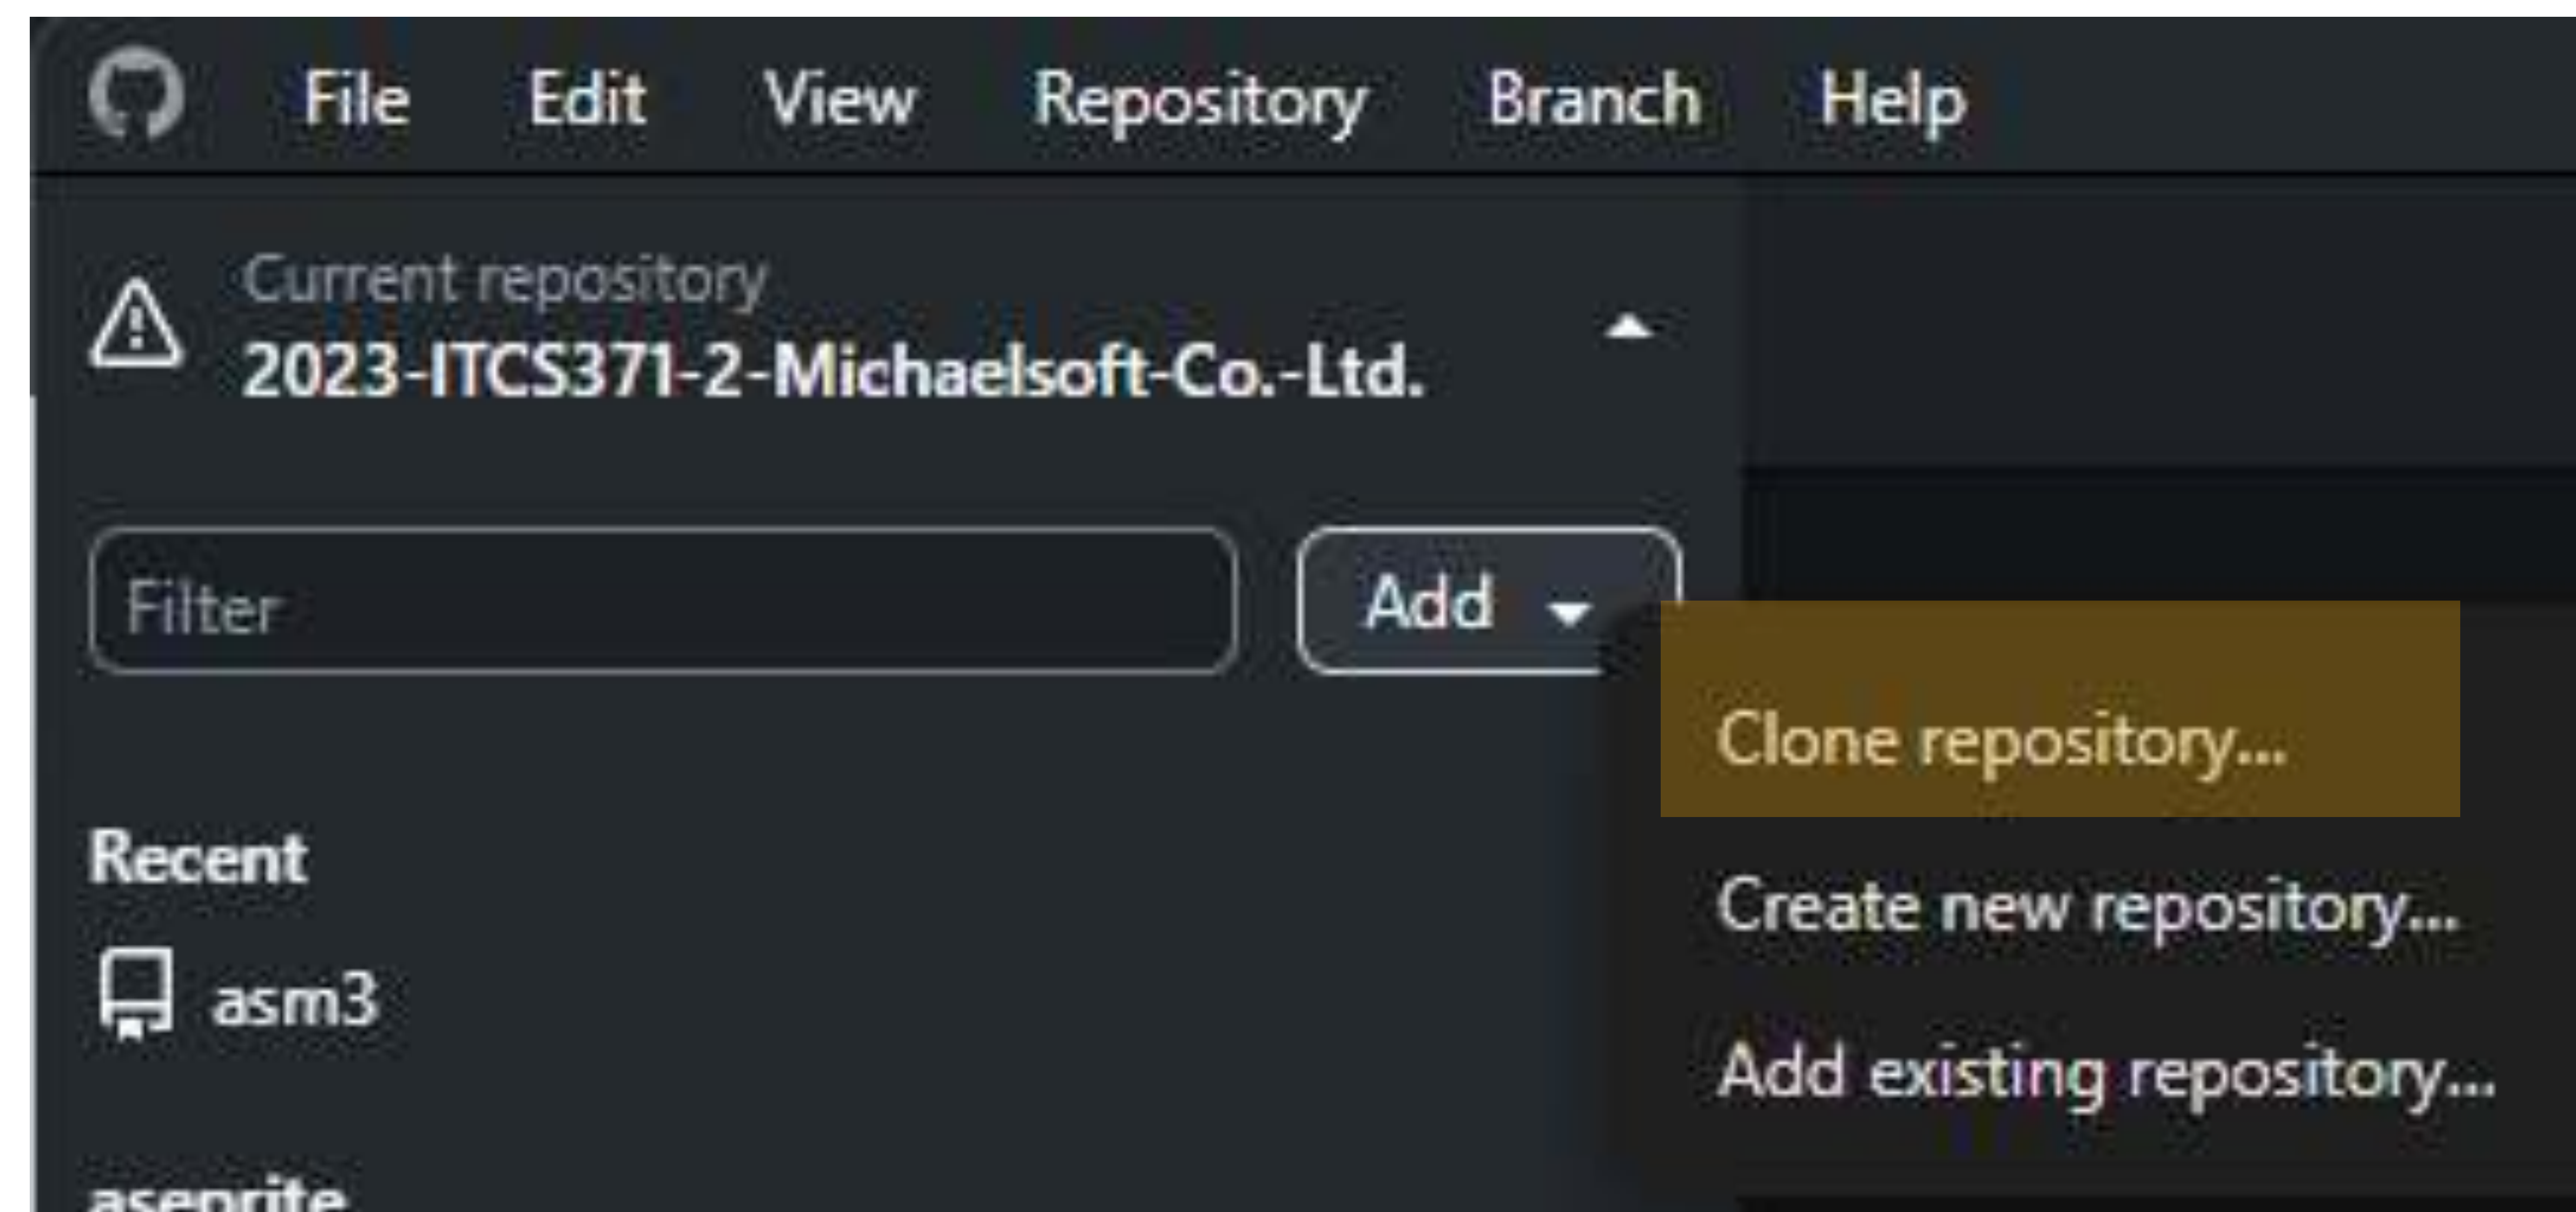 File Edit View Repository Branch Help
Current repository
2023-ITCS371-2-Michaelsoft-Co.-Ltd.
Filter Add
Clone repository...
Create new repository...
Add existing repository...
Recent
asm3
aseprite